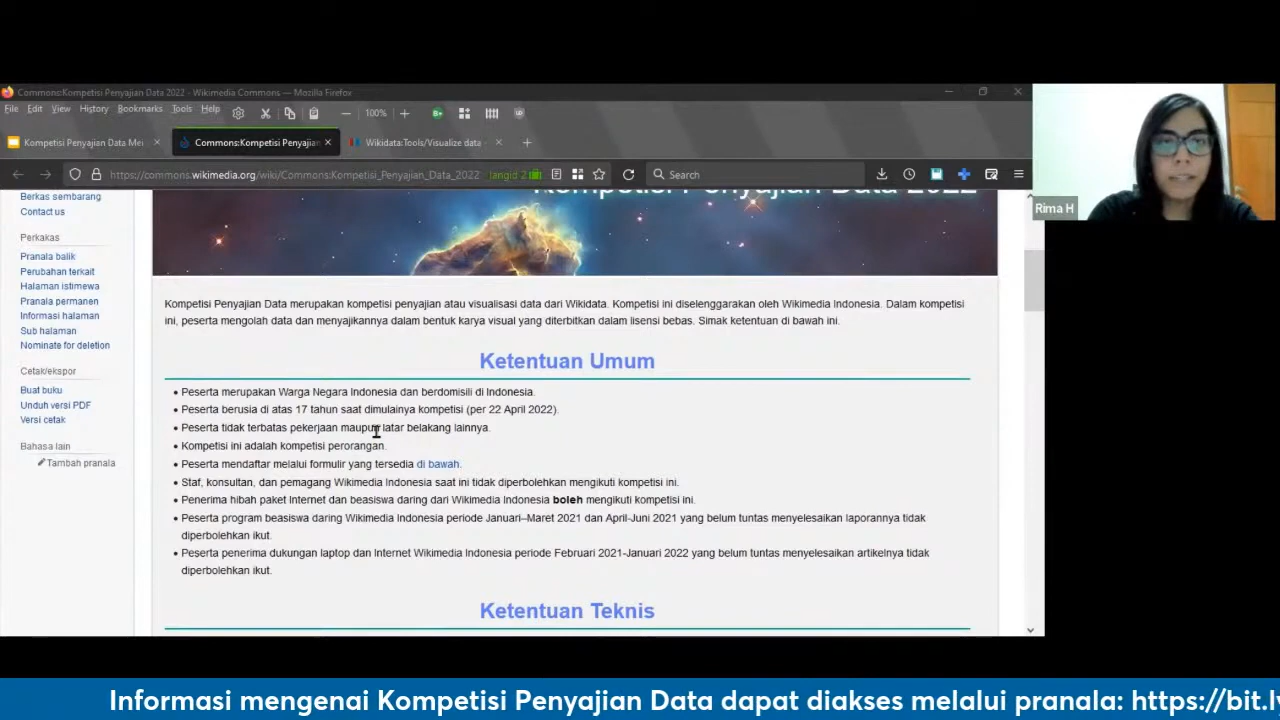 Commons:Kompetisi Penyajian Data 2022 - Wikimedia Commons — Mozilla Firefox
File Edit View History Bookmarks Tools Help
100%
Kompetisi Penyajian Data Me
Commons:Kompetisi Penyajian
Wikidata:Tools/Visualize data -
https://commons.wikimedia.org/wiki/Commons:Kompetisi_Penyajian_Data_2022
langid 2
Search
Rima H
Kompetisi Penyajian Data 2022
Berkas sembarang
Contact us
Perkakas
Pranala balik
Perubahan terkait
Halaman istimewa
Pranala permanen
Informasi halaman
Sub halaman
Nominate for deletion
Cetak/ekspor
Buat buku
Unduh versi PDF
Versi cetak
Bahasa lain
Tambah pranala
Kompetisi Penyajian Data merupakan kompetisi penyajian atau visualisasi data dari Wikidata. Kompetisi ini diselenggarakan oleh Wikimedia Indonesia. Dalam kompetisi
ini, peserta mengolah data dan menyajikannya dalam bentuk karya visual yang diterbitkan dalam lisensi bebas. Simak ketentuan di bawah ini.
Ketentuan Umum
• Peserta merupakan Warga Negara Indonesia dan berdomisili di Indonesia.
• Peserta berusia di atas 17 tahun saat dimulainya kompetisi (per 22 April 2022).
• Peserta tidak terbatas pekerjaan maupun latar belakang lainnya.
• Kompetisi ini adalah kompetisi perorangan.
• Peserta mendaftar melalui formulir yang tersedia di bawah.
• Staf, konsultan, dan pemagang Wikimedia Indonesia saat ini tidak diperbolehkan mengikuti kompetisi ini.
• Penerima hibah paket Internet dan beasiswa daring dari Wikimedia Indonesia boleh mengikuti kompetisi ini.
• Peserta program beasiswa daring Wikimedia Indonesia periode Januari–Maret 2021 dan April-Juni 2021 yang belum tuntas menyelesaikan laporannya tidak
diperbolehkan ikut.
• Peserta penerima dukungan laptop dan Internet Wikimedia Indonesia periode Februari 2021-Januari 2022 yang belum tuntas menyelesaikan artikelnya tidak
diperbolehkan ikut.
Ketentuan Teknis
Informasi mengenai Kompetisi Penyajian Data dapat diakses melalui pranala: https://bit.ly